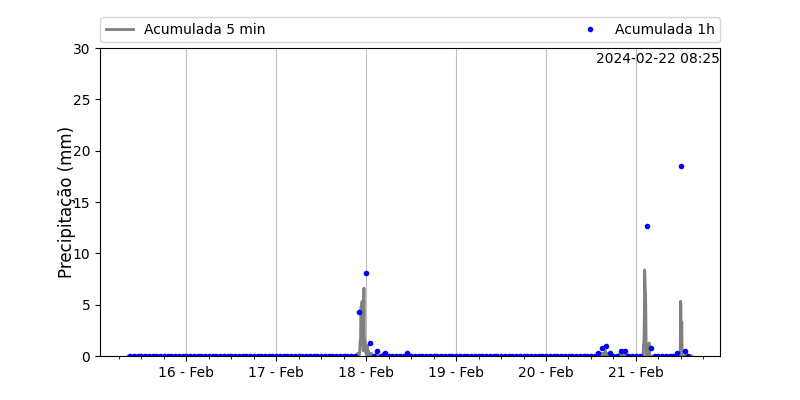 Acumulada 5 min
Acumulada 1h
2024-02-22 08:25
Precipitação (mm)
30
25
20
15
10
5
0
16 - Feb
17 - Feb
18 - Feb
19 - Feb
20 - Feb
21 - Feb